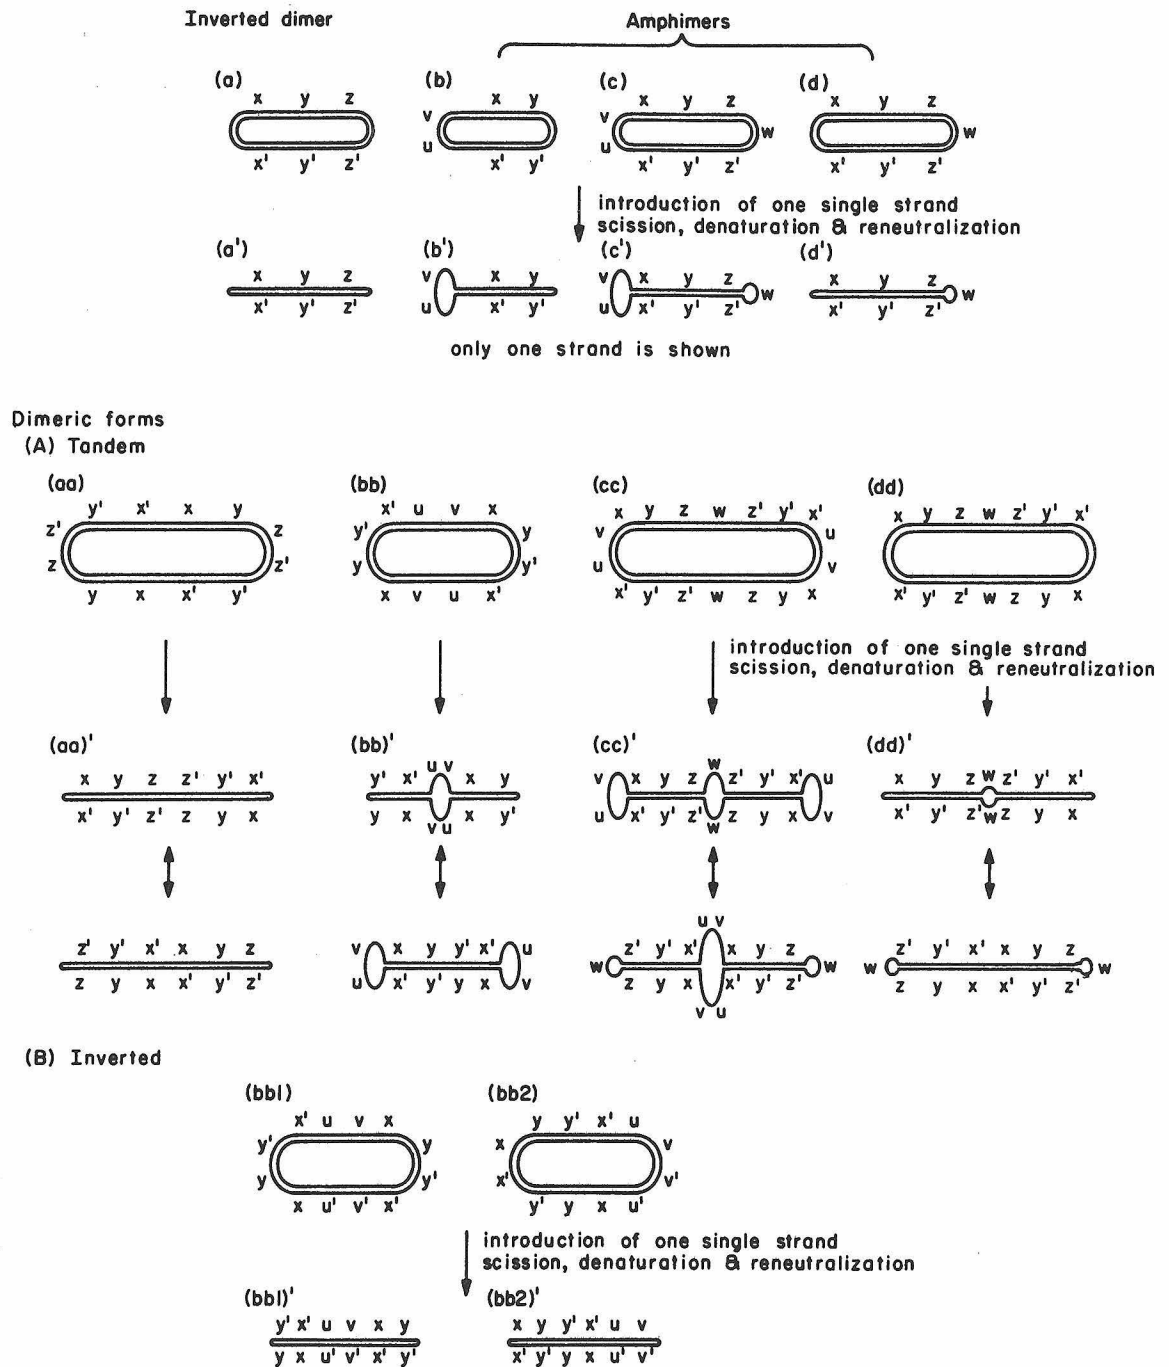 Inverted dimer
Amphimers
(a) (b) (c) (d)
x y z x y x y z x y z
v v
w w
u u
x' y' z' x' y' x' y' z' x' y' z'
introduction of one single strand
scission, denaturation & reneutralization
(a') (b') (c') (d')
x y z v x y v x y z x y z
w w
x' y' z' u x' y' u x' y' z' x' y' z'
only one strand is shown
Dimeric forms
(A) Tandem
(aa) (bb) (cc) (dd)
y' x' x y x' u v x x y z w z' y' x' x y z w z' y' x'
z' z y' y v u
z z' y y' u v
y x x' y' x v u x' x' y' z' w z y x x' y' z' w z y x
introduction of one single strand
scission, denaturation & reneutralization
(aa)' (bb)' (cc)' (dd)'
x y z z' y' x' y' x' u v x y v x y z w z' y' x' u x y z w z' y' x'
x' y' z' z y x y x v u x' y' u x' y' z' w z y x v x' y' z' w z y x
u v
z' y' x' x y z v x y y' x' u z' y' x' x y z z' y' x' x y z
w w w w
z y x x' y' z' u x' y' y x v z y x x' y' z' z y x x' y' z'
v u
(B) Inverted
(bb1) (bb2)
x' u v x y y' x' u
y' y x v
y y' x' v'
x u' v' x' y' y x u'
introduction of one single strand
scission, denaturation & reneutralization
(bb1)' (bb2)'
y' x' u v x y x y y' x' u v
y x u' v' x' y' x' y' y x u' v'